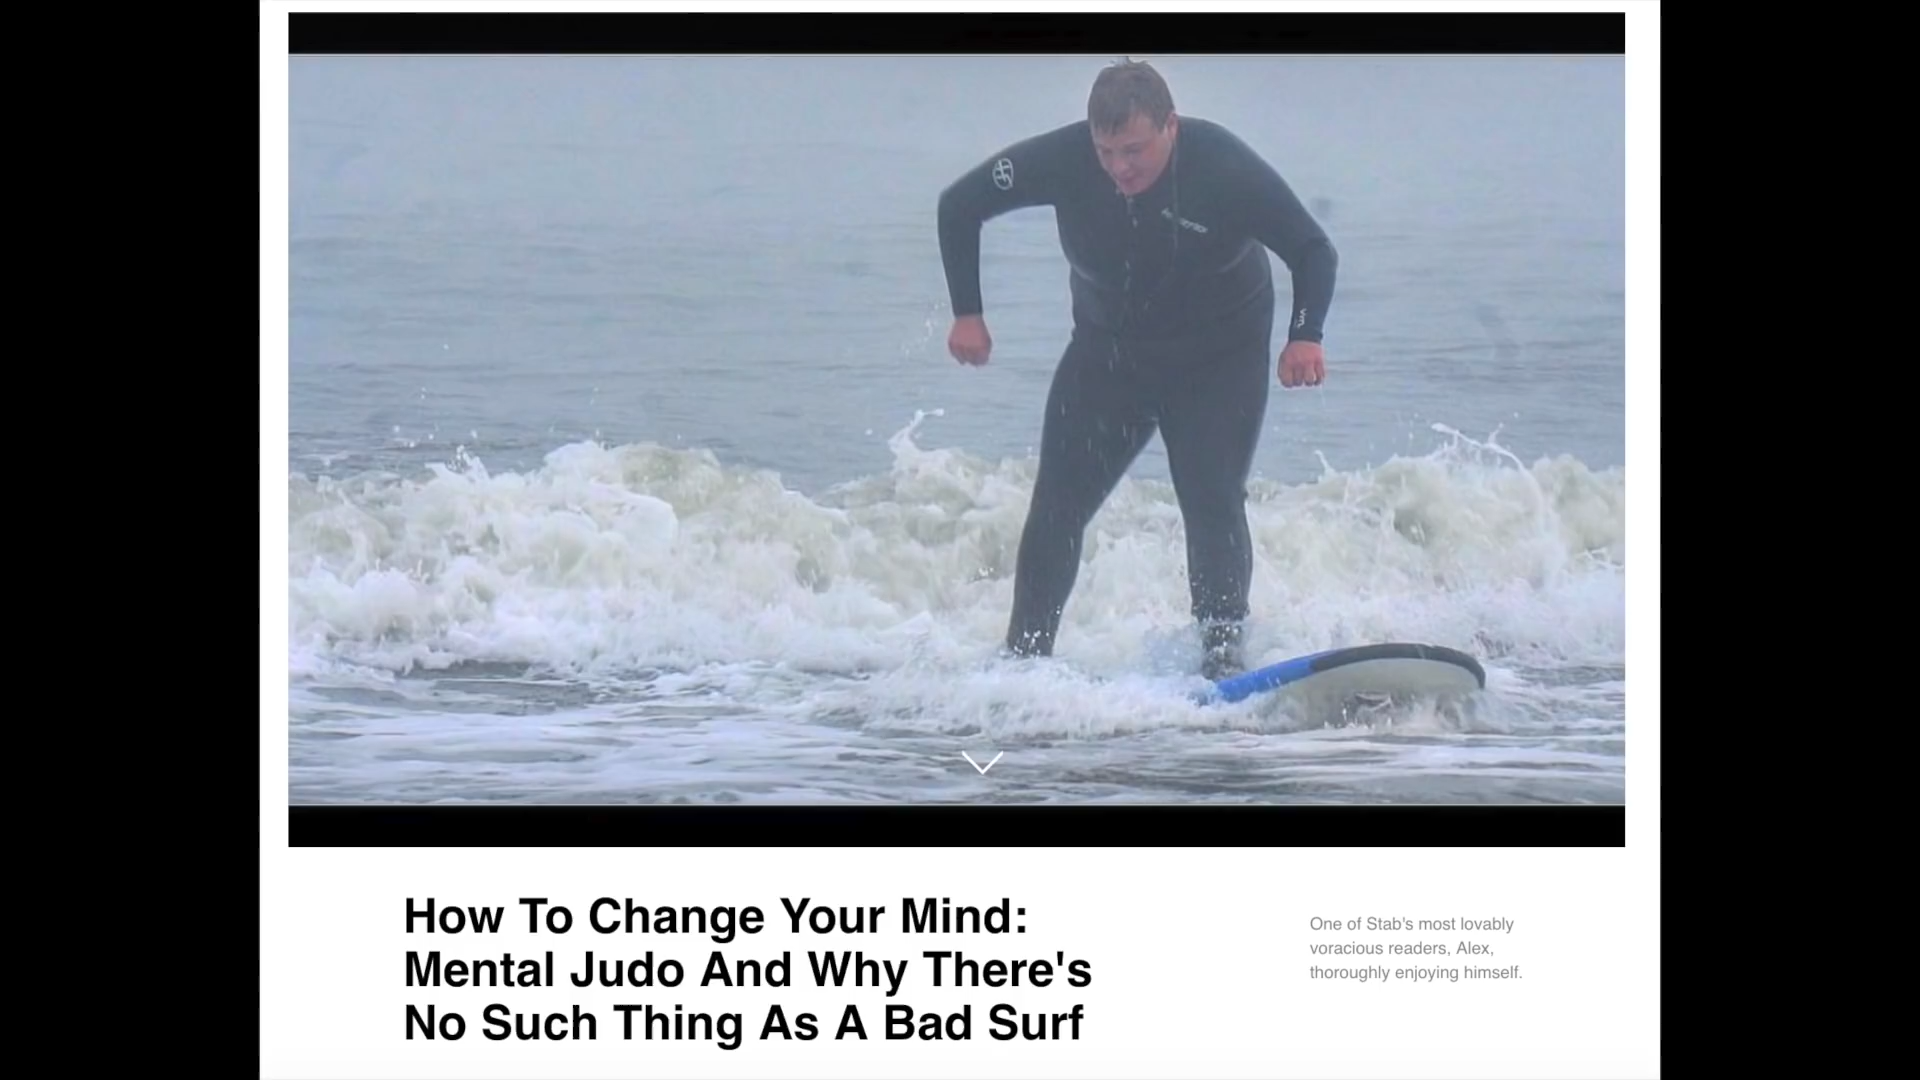 How To Change Your Mind:
Mental Judo And Why There's
No Such Thing As A Bad Surf
One of Stab's most lovably
voracious readers, Alex,
thoroughly enjoying himself.